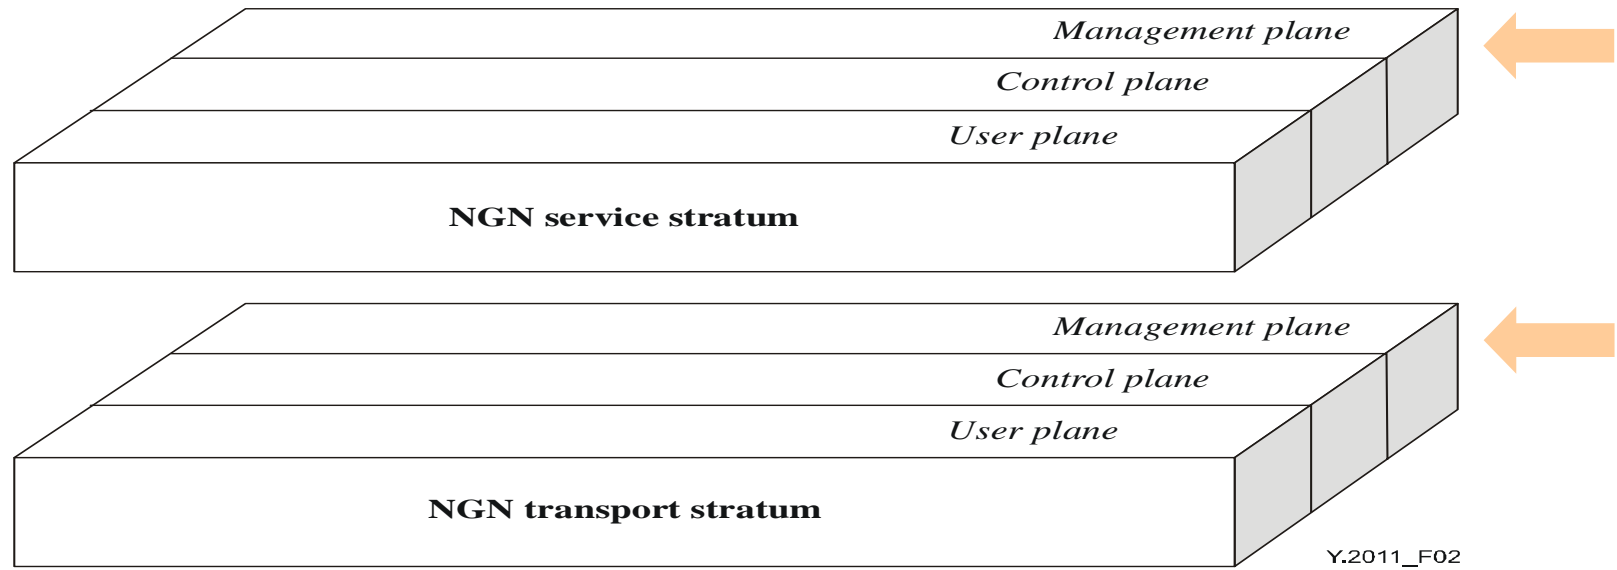 Management plane
Control plane
User plane
NGN service stratum
Management plane
Control plane
User plane
NGN transport stratum
Y.2011_F02